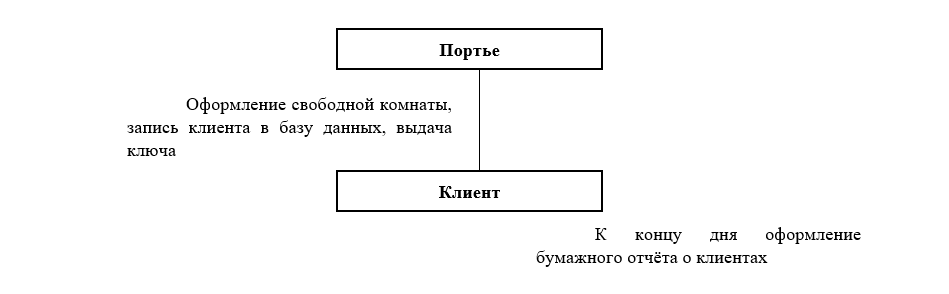 Портье
Оформление свободной комнаты,
запись клиента в базу данных, выдача
ключа
Клиент
К концу дня оформление
бумажного отчёта о клиентах